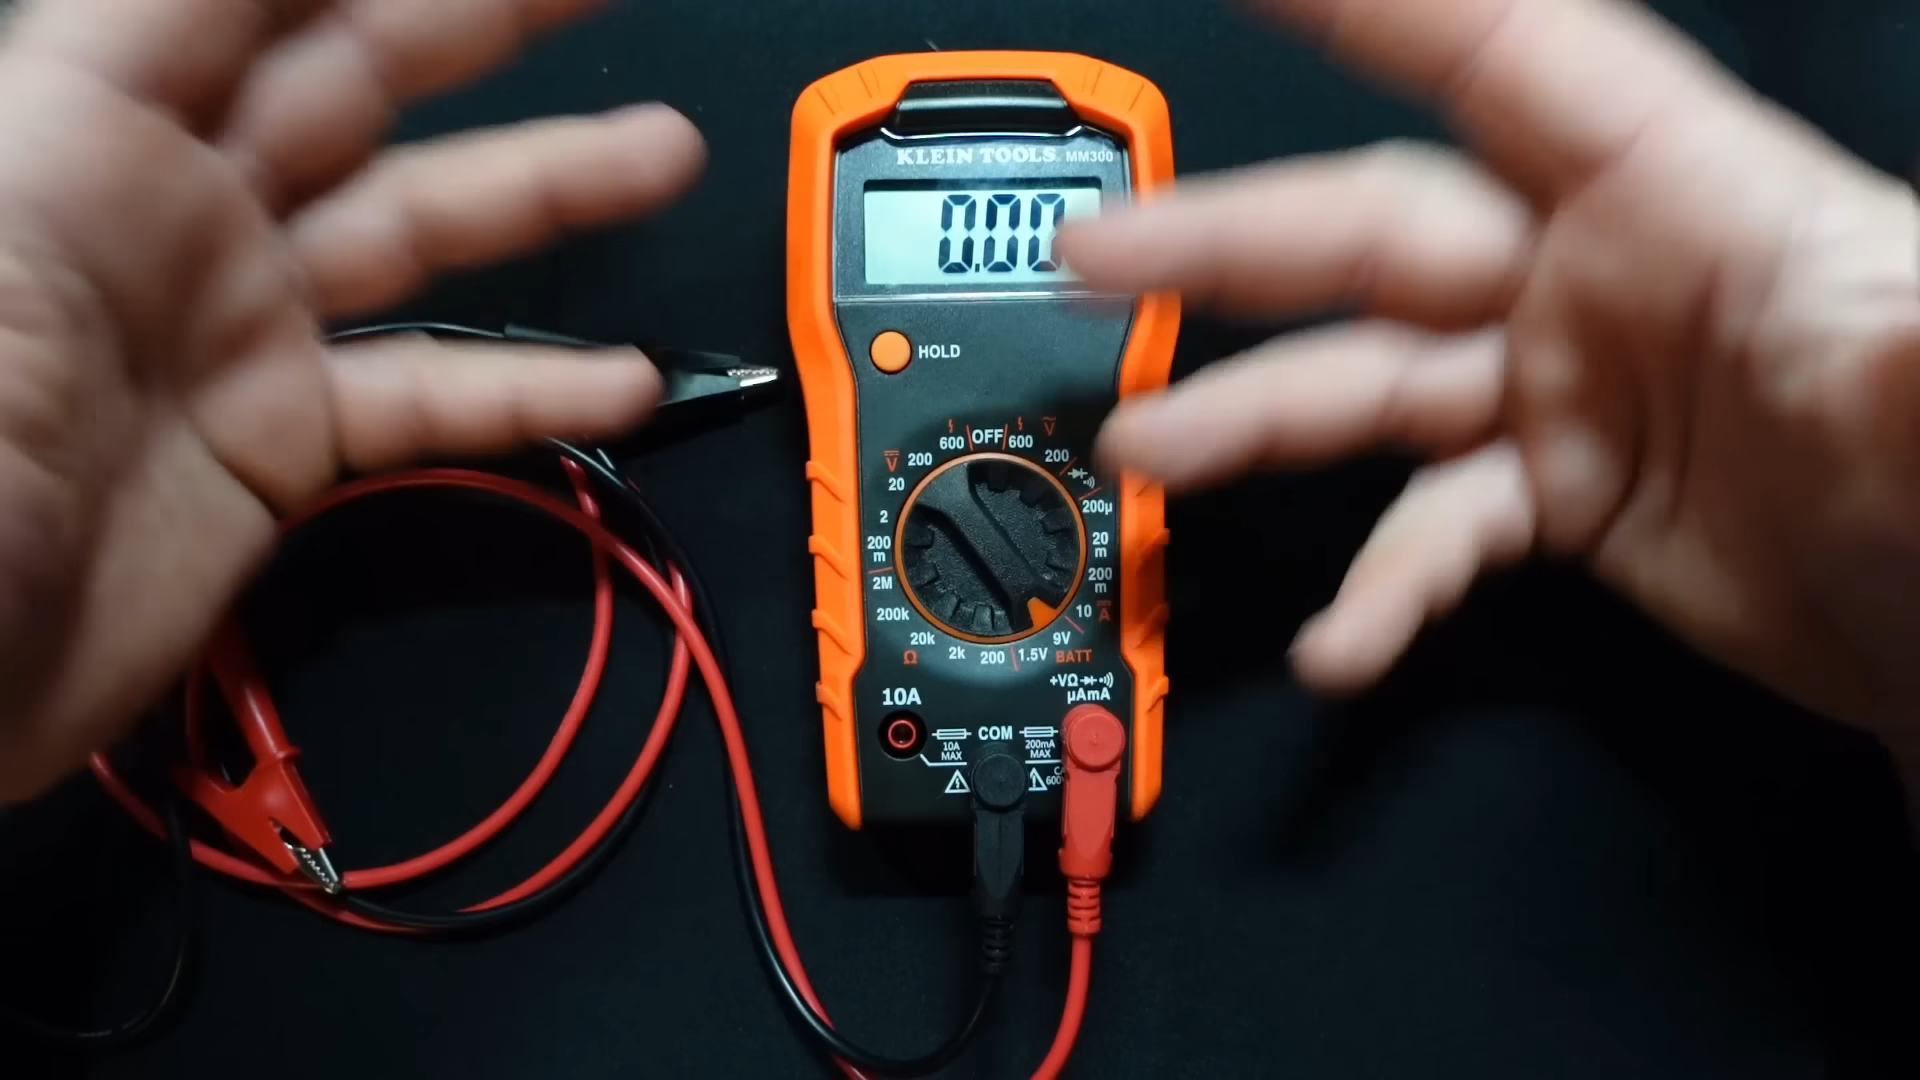 KLEIN TOOLS® MM300
0.00
HOLD
600 OFF 600 V
V 200 200
20 200µ
2 20 m
200 m 200 m
2M 10 A
200k 9V
20k 2k 200 1.5V BATT
Ω
+VΩ
10A µAmA
COM
10A MAX 200mA MAX